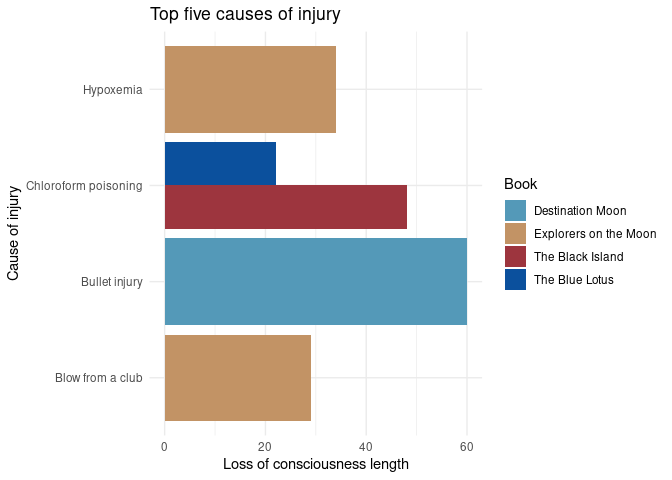 Top five causes of injury
Cause of injury
Hypoxemia
Chloroform poisoning
Bullet injury
Blow from a club
0 20 40 60
Loss of consciousness length
Book
Destination Moon
Explorers on the Moon
The Black Island
The Blue Lotus